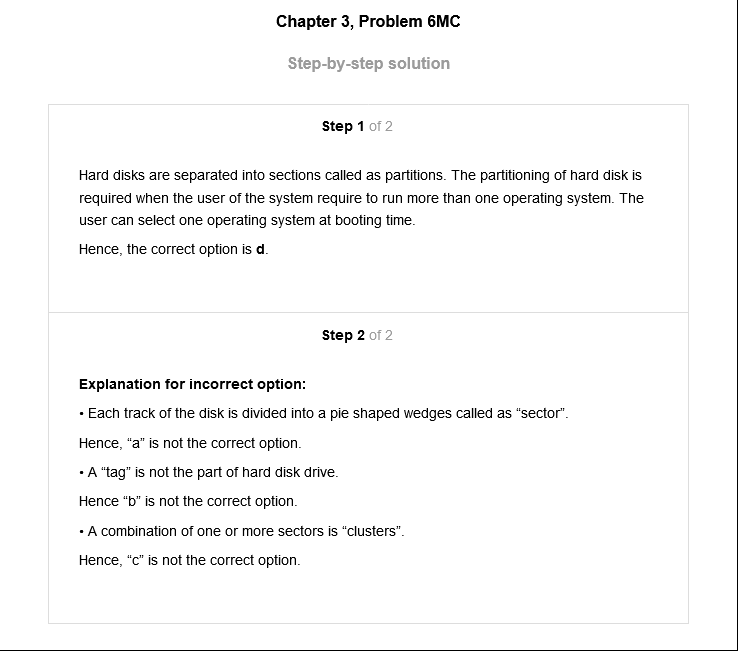 Chapter 3, Problem 6MC
Step-by-step solution
Step 1 of 2
Hard disks are separated into sections called as partitions. The partitioning of hard disk is
required when the user of the system require to run more than one operating system. The
user can select one operating system at booting time.
Hence, the correct option is d.
Step 2 of 2
Explanation for incorrect option:
• Each track of the disk is divided into a pie shaped wedges called as “sector”.
Hence, “a” is not the correct option.
• A “tag” is not the part of hard disk drive.
Hence “b” is not the correct option.
• A combination of one or more sectors is “clusters”.
Hence, “c” is not the correct option.